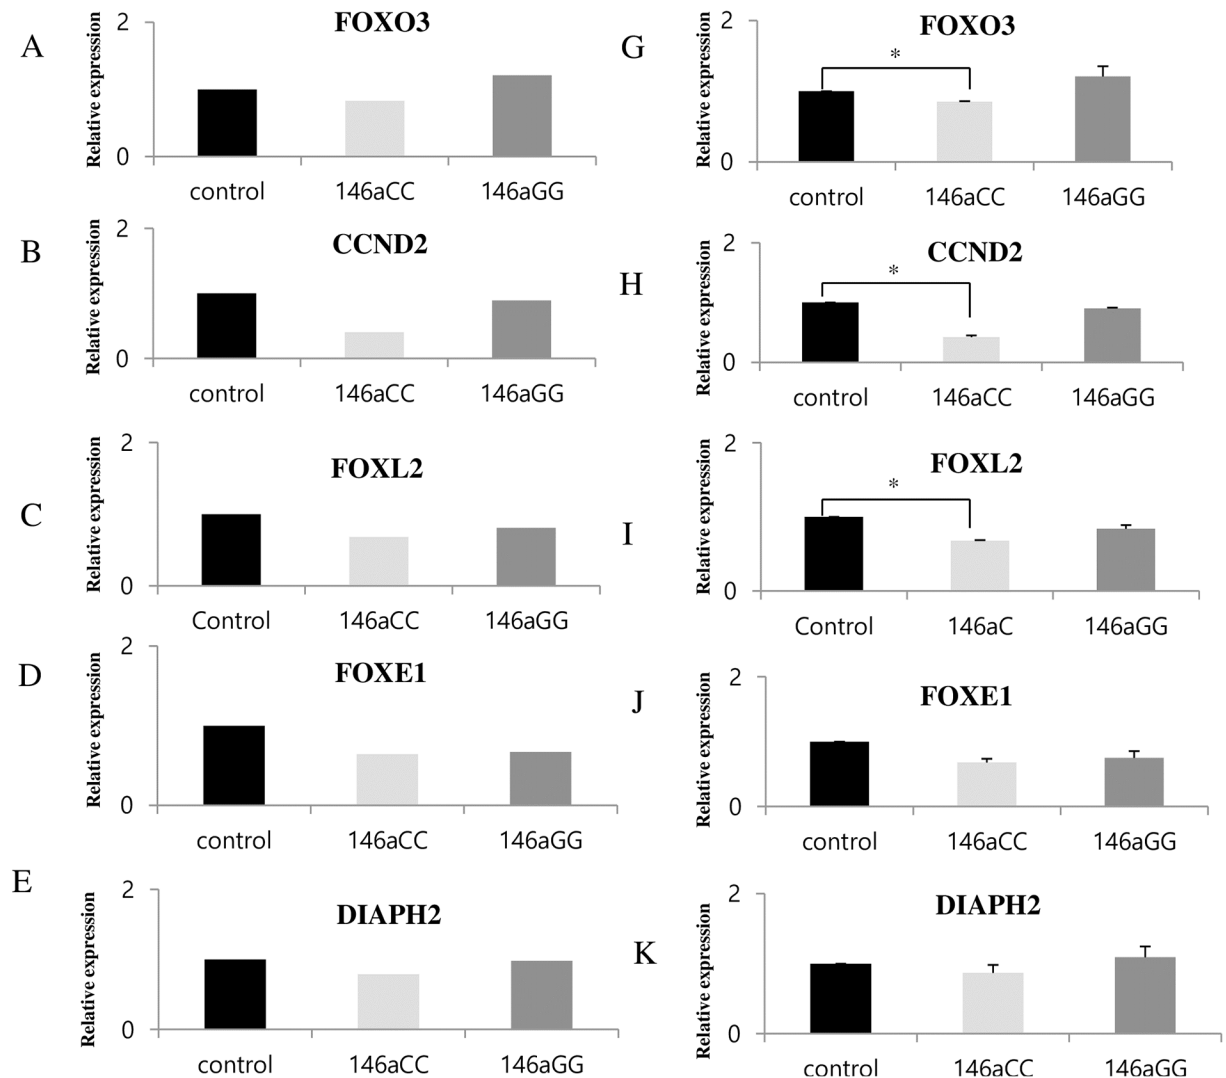 A
Relative expression
FOXO3
2
0
control 146aCC 146aGG
B
Relative expression
CCND2
2
0
control 146aCC 146aGG
C
Relative expression
FOXL2
2
0
Control 146aCC 146aGG
D
Relative expression
FOXE1
2
0
control 146aCC 146aGG
E
Relative expression
DIAPH2
2
0
control 146aCC 146aGG
G
Relative expression
FOXO3
2
*
0
control 146aCC 146aGG
H
Relative expression
CCND2
2
*
0
control 146aCC 146aGG
I
Relative expression
FOXL2
2
*
0
Control 146aC 146aGG
J
Relative expression
FOXE1
2
0
control 146aCC 146aGG
K
Relative expression
DIAPH2
2
0
control 146aCC 146aGG